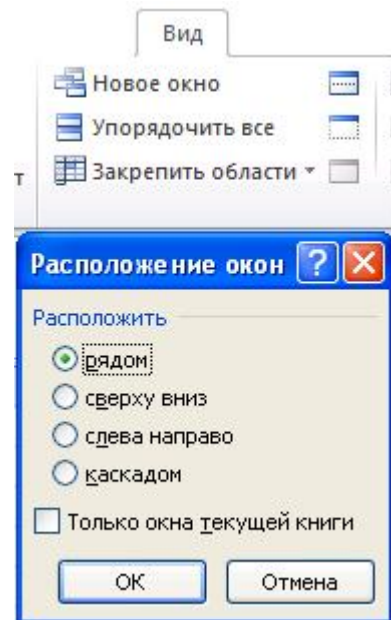 Вид
Новое окно
Упорядочить все
т
Закрепить области
Расположение окон
Расположить
рядом
сверху вниз
слева направо
каскадом
Только окна текущей книги
ОК
Отмена